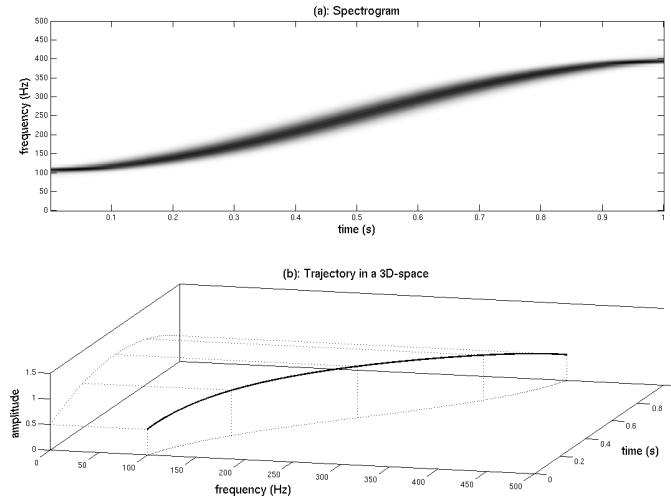 (a): Spectrogram
500
450
400
350
300
250
200
150
100
50
0
frequency (Hz)
0.1 0.2 0.3 0.4 0.5 0.6 0.7 0.8 0.9 1
time (s)
(b): Trajectory in a 3D-space
1.5
1
0.5
0
amplitude
0 50 100 150 200 250 300 350 400 450 500
frequency (Hz)
0 0.2 0.4 0.6 0.8
time (s)